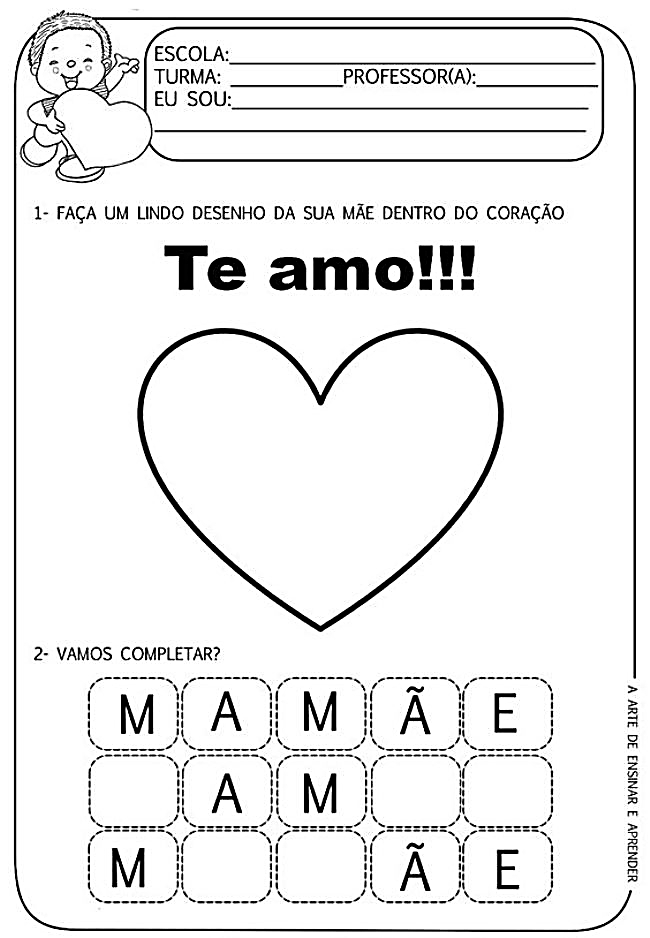 ESCOLA:
TURMA: PROFESSOR(A):
EU SOU:
1- FAÇA UM LINDO DESENHO DA SUA MÃE DENTRO DO CORAÇÃO
Te amo!!!
2- VAMOS COMPLETAR?
M A M Ã E
A M
M Ã E
A ARTE DE ENSINAR E APRENDER